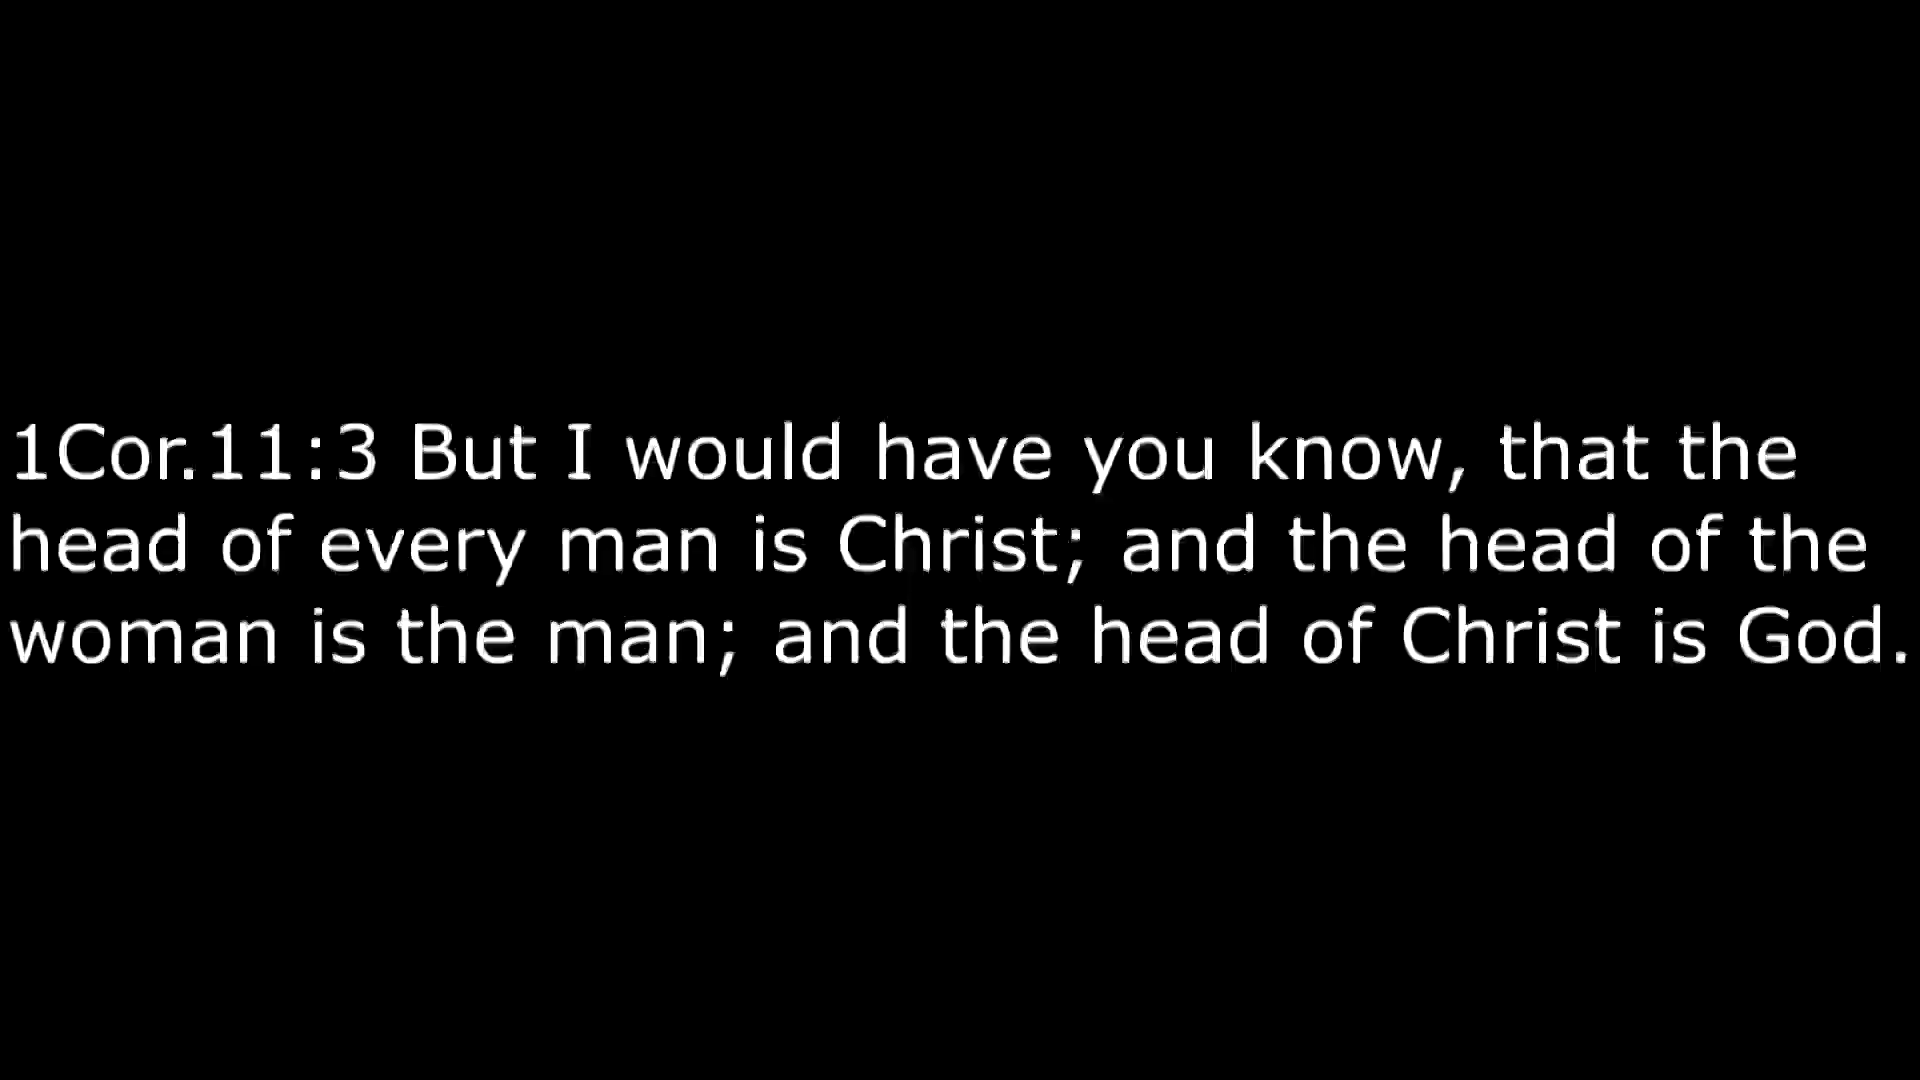 1Cor.11:3 But I would have you know, that the
head of every man is Christ; and the head of the
woman is the man; and the head of Christ is God.